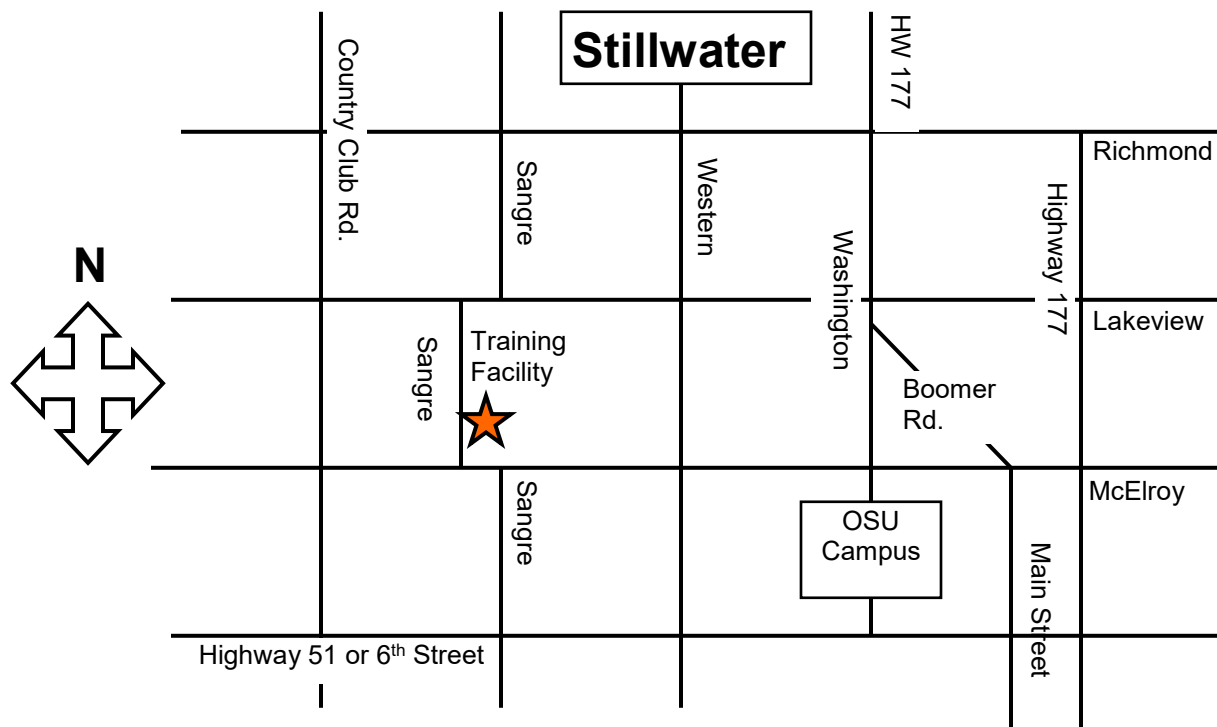 Stillwater
HW 177
Country Club Rd.
Richmond
Sangre
Western
Highway 177
Washington
N
Lakeview
Training
Facility
Sangre
Boomer
Rd.
Sangre
McElroy
OSU
Campus
Main Street
Highway 51 or 6th Street